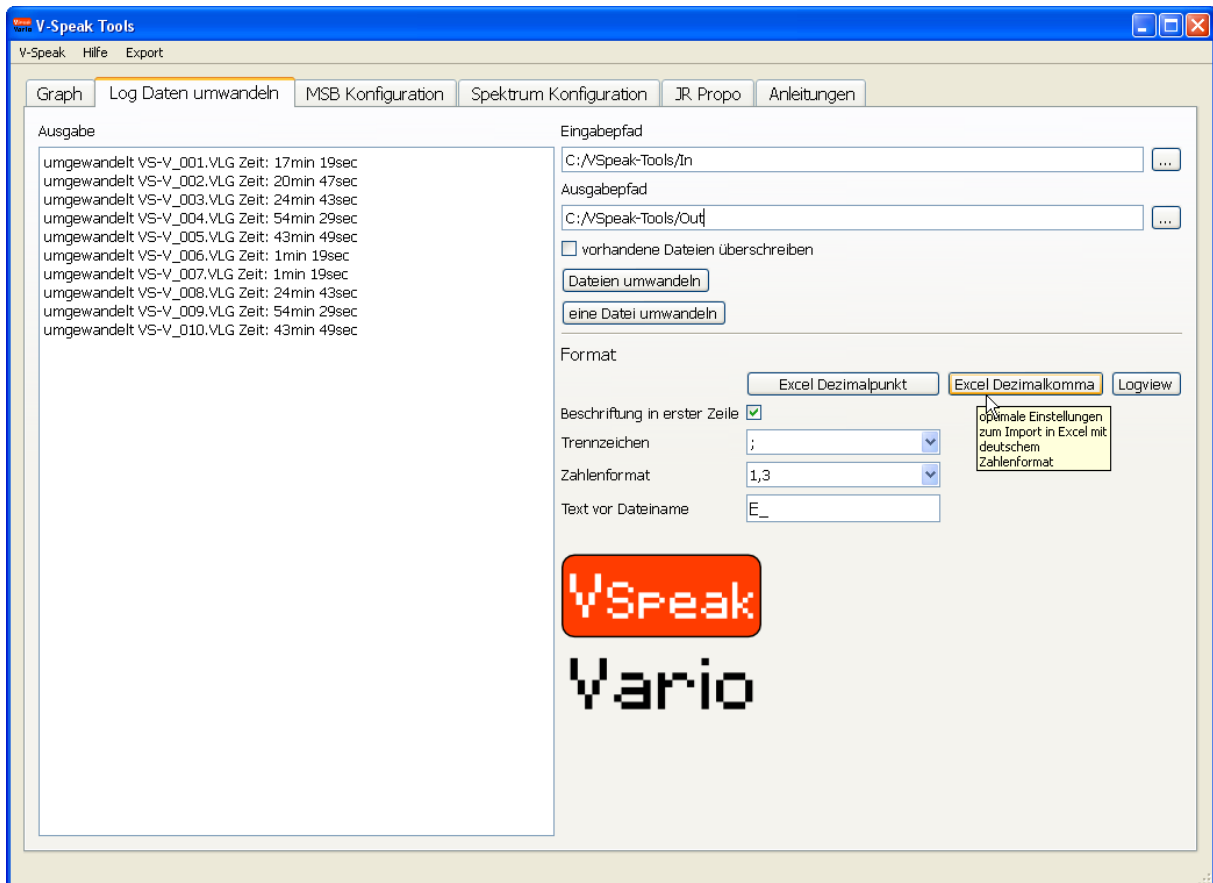 V-Speak Tools
V-Speak Hilfe Export
Graph Log Daten umwandeln MSB Konfiguration Spektrum Konfiguration JR Propo Anleitungen
Ausgabe
umgewandelt VS-V_001.VLG Zeit: 17min 19sec
umgewandelt VS-V_002.VLG Zeit: 20min 47sec
umgewandelt VS-V_003.VLG Zeit: 24min 43sec
umgewandelt VS-V_004.VLG Zeit: 54min 29sec
umgewandelt VS-V_005.VLG Zeit: 43min 49sec
umgewandelt VS-V_006.VLG Zeit: 1min 19sec
umgewandelt VS-V_007.VLG Zeit: 1min 19sec
umgewandelt VS-V_008.VLG Zeit: 24min 43sec
umgewandelt VS-V_009.VLG Zeit: 54min 29sec
umgewandelt VS-V_010.VLG Zeit: 43min 49sec
Eingabepfad
C:/VSpeak-Tools/In ...
Ausgabepfad
C:/VSpeak-Tools/Out ...
vorhandene Dateien überschreiben
Dateien umwandeln
eine Datei umwandeln
Format
Excel Dezimalpunkt Excel Dezimalkomma Logview
Beschriftung in erster Zeile
optimale Einstellungen
zum Import in Excel mit
deutschem
Zahlenformat
Trennzeichen ;
Zahlenformat 1,3
Text vor Dateiname E_
VSpeak
Vario